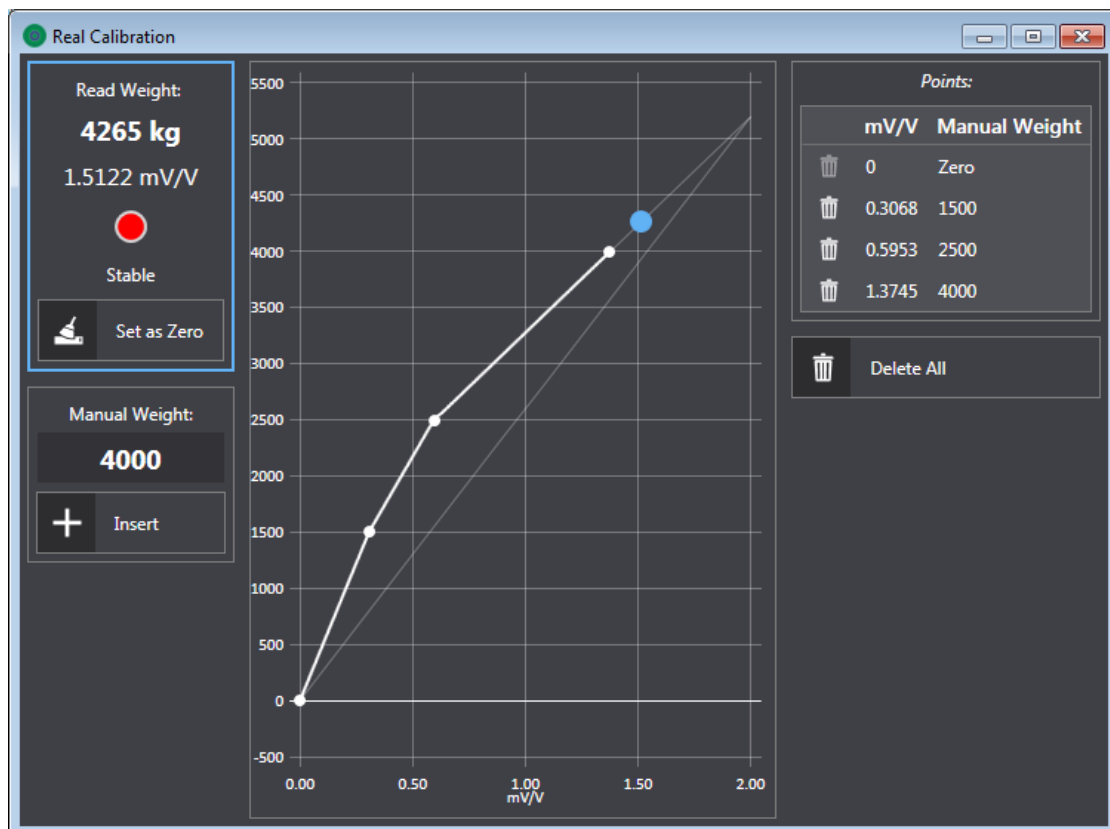 Real Calibration
Read Weight:
4265 kg
1.5122 mV/V
Stable
Set as Zero
Manual Weight:
4000
Insert
5500
5000
4500
4000
3500
3000
2500
2000
1500
1000
500
0
-500
0.00 0.50 1.00 1.50 2.00
mV/V
Points:
mV/V Manual Weight
0 Zero
0.3068 1500
0.5953 2500
1.3745 4000
Delete All